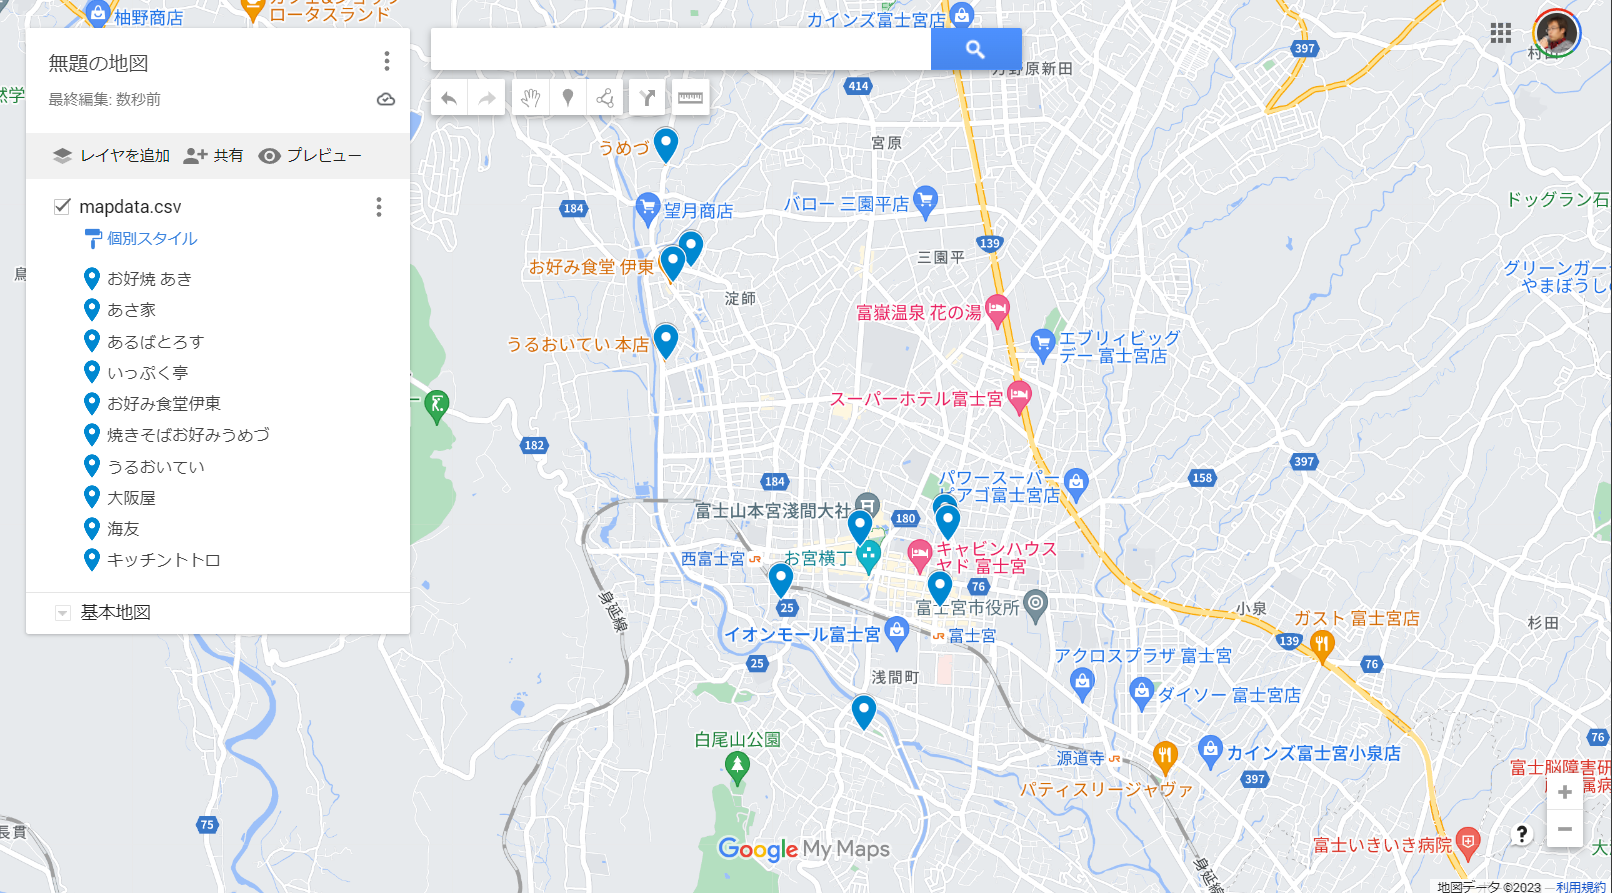 柚野商店
ロータスランド
カインズ富士宮店
無題の地図
最終編集: 数秒前
レイヤを追加
共有
プレビュー
mapdata.csv
個別スタイル
お好焼 あき
あさ家
あるばとろす
いっぷく亭
お好み食堂伊東
焼きそばお好みうめづ
うるおいてい
大阪屋
海友
キッチントトロ
基本地図
397
村山
414
万野原新田
うめづ
宮原
184
望月商店
バロー 三園平店
ドッグラン石
139
三園平
お好み食堂 伊東
グリーンガー
やまぼうし
淀師
富嶽温泉 花の湯
うるおいてい 本店
エブリィビッグ
デー 富士宮店
スーパーホテル富士宮
182
397
158
184
パワースーパー
ピアゴ富士宮店
富士山本宮浅間大社
180
西富士宮
お宮横丁
キャビンハウス
ヤド 富士宮
76
富士宮市役所
25
身延線
小泉
ガスト 富士宮店
杉田
イオンモール富士宮
富士宮
139
76
25
アクロスプラザ 富士宮
浅間町
ダイソー 富士宮店
白尾山公園
源道寺
カインズ富士宮小泉店
76
397
富士脳障害研
属病
パティスリージャヴァ
75
長貫
Google My Maps
富士いきいき病院
身延線
?
地図データ ©2023
利用規約